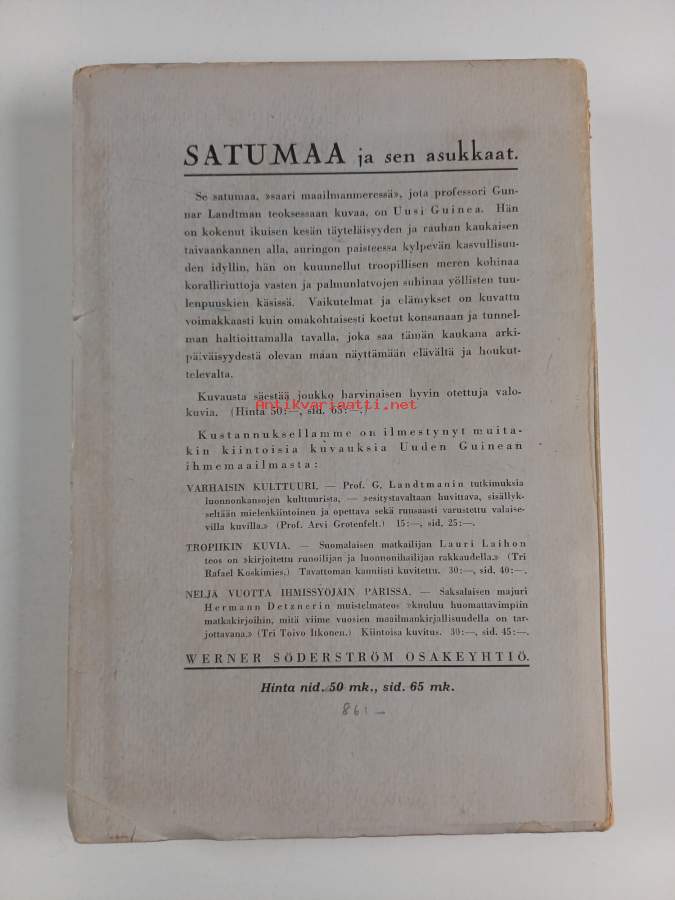 SATUMAA ja sen asukkaat.
Se satumaa, »saari maailmanmeressä», jota professori Gun-
nar Landtman teoksessaan kuvaa, on Uusi Guinea. Hän
on kokenut ikuisen kesän täyteläisyyden ja rauhan kaukaisen
taivaankannen alla, auringon paisteessa kylpevän kasvullisuu-
den idyllin, hän on kuunnellut troopillisen meren kohinaa
koralliriuttoja vasten ja palmunlatvojen suhinaa yöllisten tuu-
lenpuuskien käsissä. Vaikutelmat ja elämykset on kuvattu
voimakkaasti kuin omakohtaisesti koetut konsanaan ja tunnel-
man haltioittamalla tavalla, joka saa tämän kaukana arki-
päiväisyydestä olevan maan näyttämään elävältä ja houkut-
televalta.
Kuvausta säestää joukko harvinaisen hyvin otettuja valo-
kuvia. (Hinta 50:—, sid. 65:—.)
Antikvariaatti.net
Kustannuksellamme on ilmestynyt muita-
kin kiintoisia kuvauksia Uuden Guinean
ihmemaailmasta:
VARHAISIN KULTTUURI. — Prof. G. Landtmanin tutkimuksia
luonnonkansojen kulttuurista, — »esitystavaltaan huvittava, sisällyk-
seltään mielenkiintoinen ja opettava sekä runsaasti varustettu valaise-
villa kuvilla.» (Prof. Arvi Grotenfelt.) 15:—, sid. 25:—.
TROPIIKIN KUVIA. — Suomalaisen matkailijan Lauri Laihon
teos on »kirjoitettu runoilijan ja luonnonihailijan rakkaudella.» (Tri
Rafael Koskimies.) Tavattoman kauniisti kuvitettu. 30:—, sid. 40:—.
NELJÄ VUOTTA IHMISSYÖJÄIN PARISSA. — Saksalaisen majuri
Hermann Detznerin muistelmateos »kuuluu huomattavimpiin
matkakirjoihin, mitä viime vuosien maailmankirjallisuudella on tar-
jottavana.» (Tri Toivo Itkonen.) Kiintoisa kuvitus. 30:—, sid. 45:—.
WERNER SÖDERSTRÖM OSAKEYHTIÖ.
Hinta nid. 50 mk., sid. 65 mk.
861 –